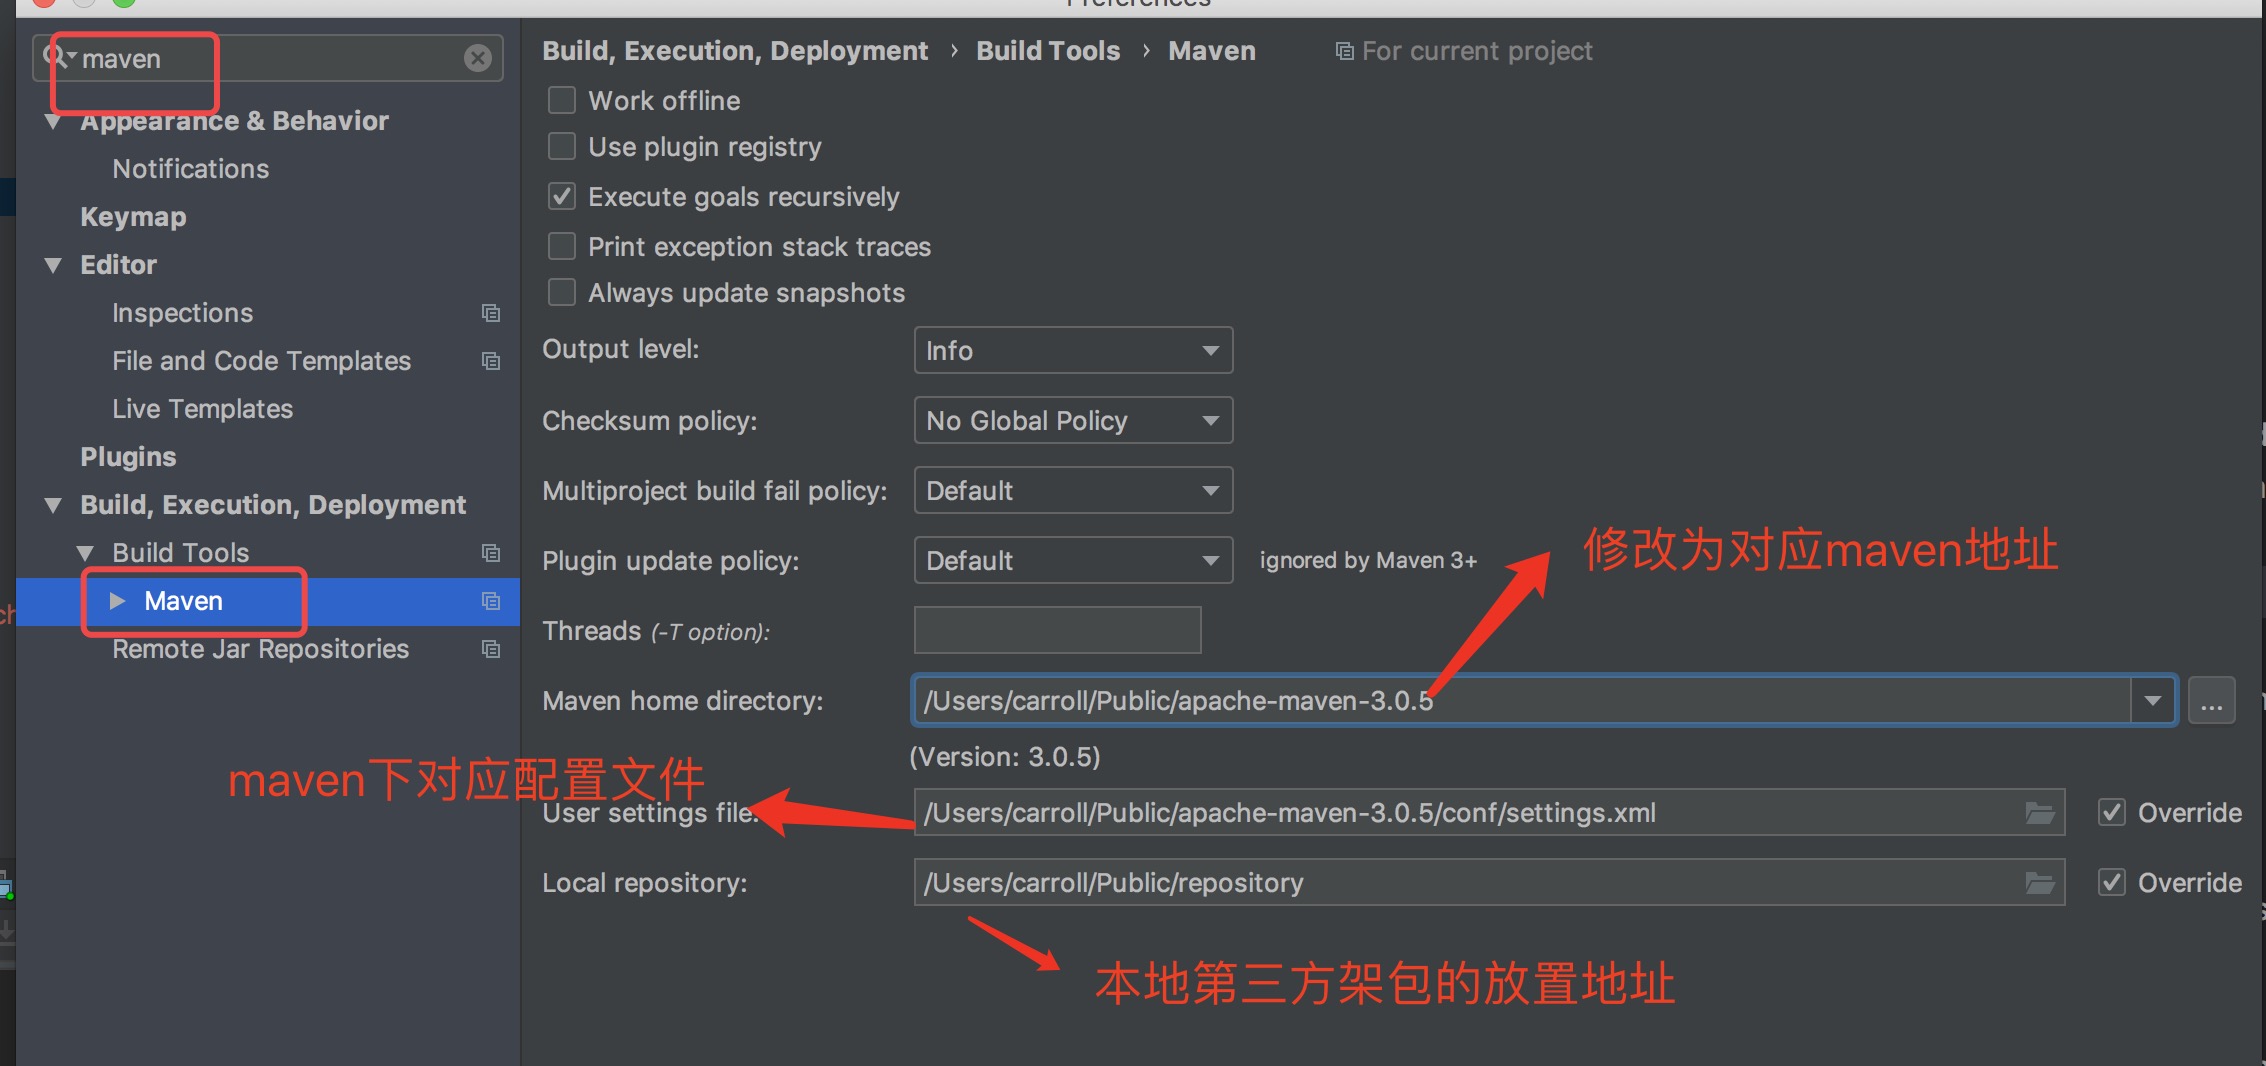 maven
Appearance & Behavior
Notifications
Keymap
Editor
Inspections
File and Code Templates
Live Templates
Plugins
Build, Execution, Deployment
Build Tools
Maven
Remote Jar Repositories
Build, Execution, Deployment › Build Tools › Maven For current project
Work offline
Use plugin registry
Execute goals recursively
Print exception stack traces
Always update snapshots
Output level: Info
Checksum policy: No Global Policy
Multiproject build fail policy: Default
Plugin update policy: Default ignored by Maven 3+
修改为对应maven地址
Threads (-T option):
Maven home directory: /Users/carroll/Public/apache-maven-3.0.5 ...
(Version: 3.0.5)
maven下对应配置文件
User settings file: /Users/carroll/Public/apache-maven-3.0.5/conf/settings.xml Override
Local repository: /Users/carroll/Public/repository Override
本地第三方架包的放置地址